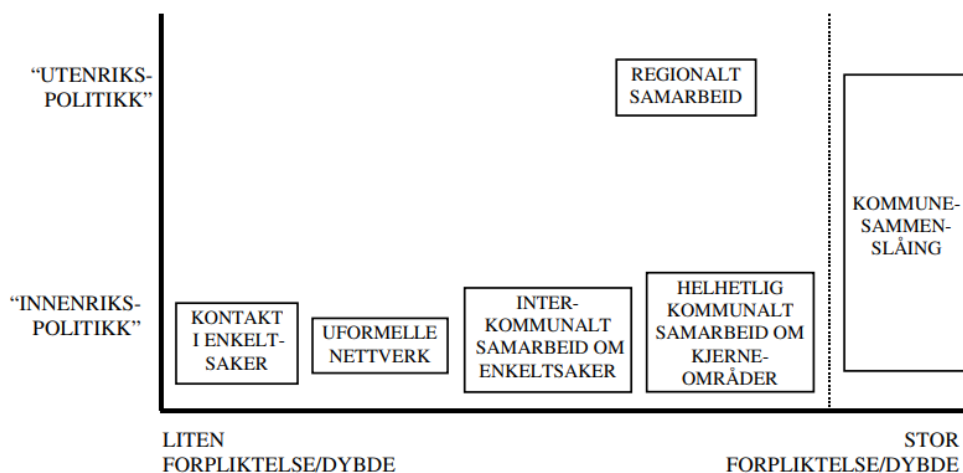 “UTENRIKS-
POLITIKK”
REGIONALT
SAMARBEID
KOMMUNE-
SAMMEN-
SLÅING
“INNENRIKS-
POLITIKK”
KONTAKT
I ENKELT-
SAKER
UFORMELLE
NETTVERK
INTER-
KOMMUNALT
SAMARBEID OM
ENKELTSAKER
HELHETLIG
KOMMUNALT
SAMARBEID OM
KJERNE-
OMRÅDER
LITEN
FORPLIKTELSE/DYBDE
STOR
FORPLIKTELSE/DYBDE